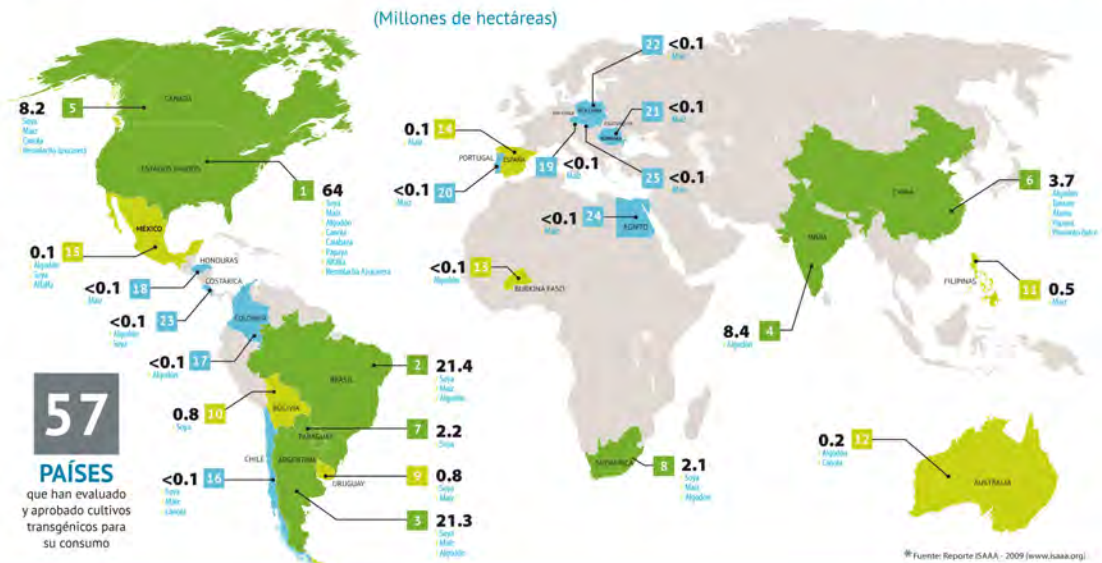 (Millones de hectáreas)
8.2
5
Soya
Maíz
Canola
Remolacha Azucarera
CANADÁ
ESTADOS UNIDOS
1
64
Soya
Maíz
Algodón
Canola
Calabaza
Papaya
Alfalfa
Remolacha Azucarera
MÉXICO
0.1
15
Algodón
Soya
Alfalfa
HONDURAS
<0.1
18
Maíz
COSTA RICA
<0.1
23
Algodón
Soya
COLOMBIA
<0.1
17
Algodón
BRASIL
2
21.4
Soya
Maíz
Algodón
BOLIVIA
0.8
10
Soya
PARAGUAY
7
2.2
Soya
CHILE
<0.1
16
Soya
Maíz
Canola
ARGENTINA
URUGUAY
9
0.8
Soya
Maíz
3
21.3
Soya
Maíz
Algodón
57
PAÍSES
que han evaluado
y aprobado cultivos
transgénicos para
su consumo
22
<0.1
Maíz
21
<0.1
Maíz
0.1
14
Maíz
ESPAÑA
PORTUGAL
<0.1
20
Maíz
19
<0.1
Maíz
25
<0.1
Maíz
<0.1
24
Maíz
EGIPTO
<0.1
13
Algodón
BURKINA FASO
SUDÁFRICA
8
2.1
Soya
Maíz
Algodón
CHINA
6
3.7
Algodón
Tomate
Álamo
Papaya
Pimiento Dulce
INDIA
8.4
4
Algodón
FILIPINAS
11
0.5
Maíz
0.2
12
Algodón
Canola
AUSTRALIA
* Fuente: Reporte ISAAA - 2009 (www.isaaa.org)